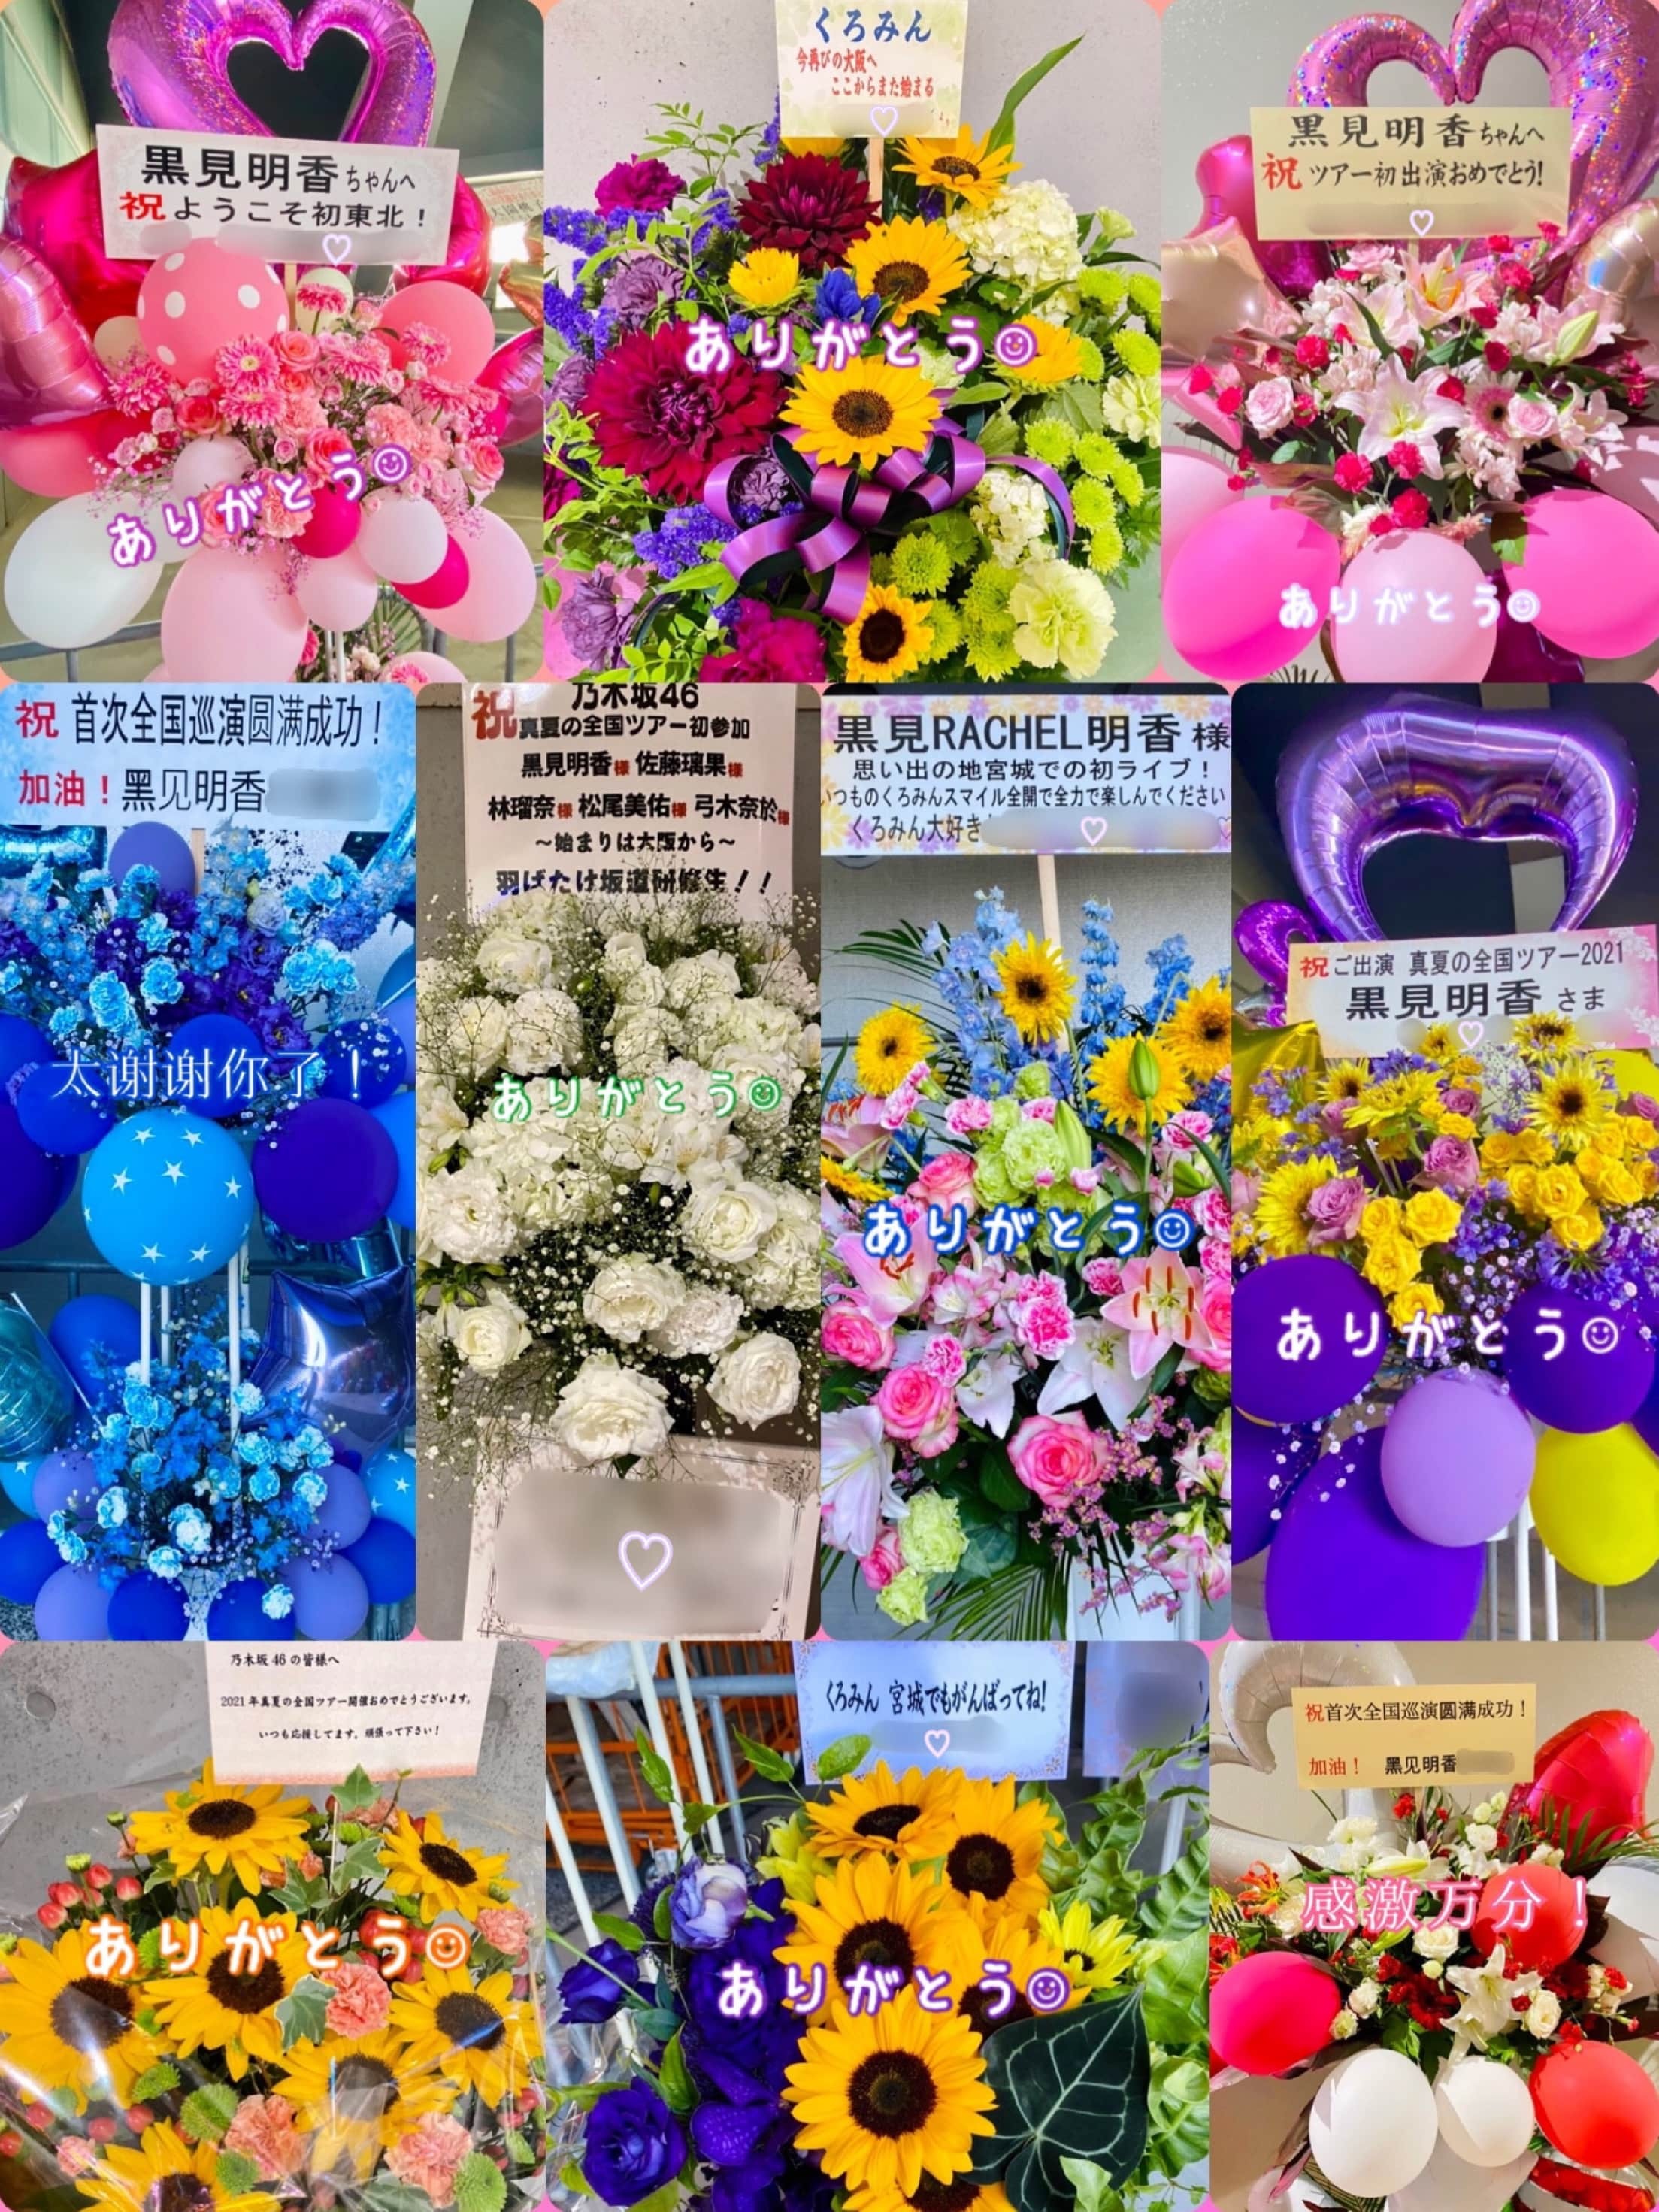 黒見明香ちゃんへ
祝ようこそ初東北！
ありがとう
くろみん
今再びの大阪へ
ここからまた始まる
より
ありがとう
黒見明香ちゃんへ
祝ツアー初出演おめでとう!
ありがとう
祝 首次全国巡演圆满成功！
加油！黑见明香
太谢谢你了！
乃木坂46
祝真夏の全国ツアー初参加
黒見明香様 佐藤璃果様
林瑠奈様 松尾美佑様 弓木奈於様
～始まりは大阪から～
羽ばたけ坂道研修生！！
ありがとう
黒見RACHEL明香 様
思い出の地宮城での初ライブ！
いつものくろみんスマイル全開で全力で楽しんでください
くろみん大好き
ありがとう
祝ご出演 真夏の全国ツアー2021
黒見明香 さま
ありがとう
乃木坂46の皆様へ
2021年真夏の全国ツアー開催おめでとうございます。
いつも応援してます。頑張って下さい！
ありがとう
くろみん 宮城でもがんばってね!
ありがとう
祝首次全国巡演圆满成功！
加油！ 黑见明香
感激万分！